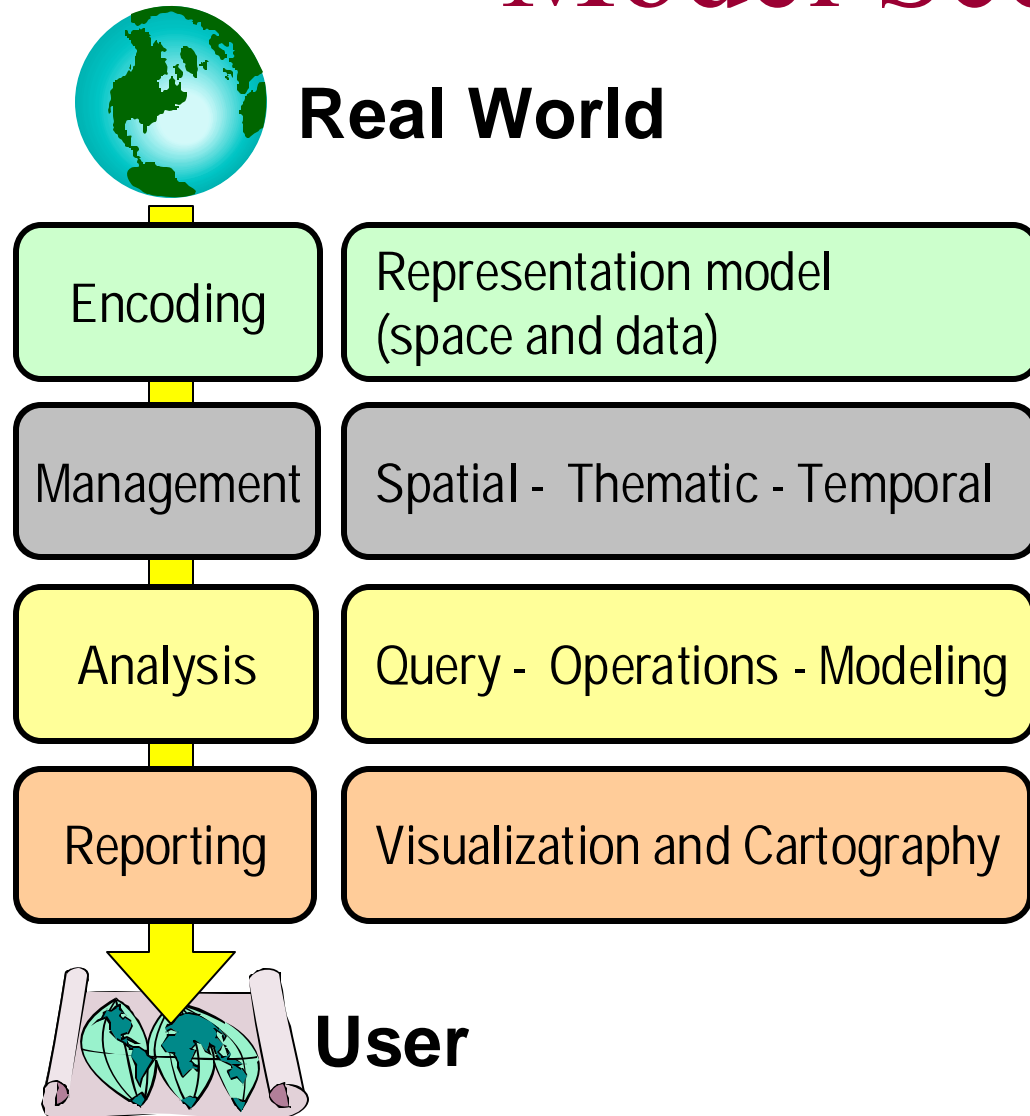 Model
Real World
Encoding
Representation model
(space and data)
Management
Spatial - Thematic - Temporal
Analysis
Query - Operations - Modeling
Reporting
Visualization and Cartography
User